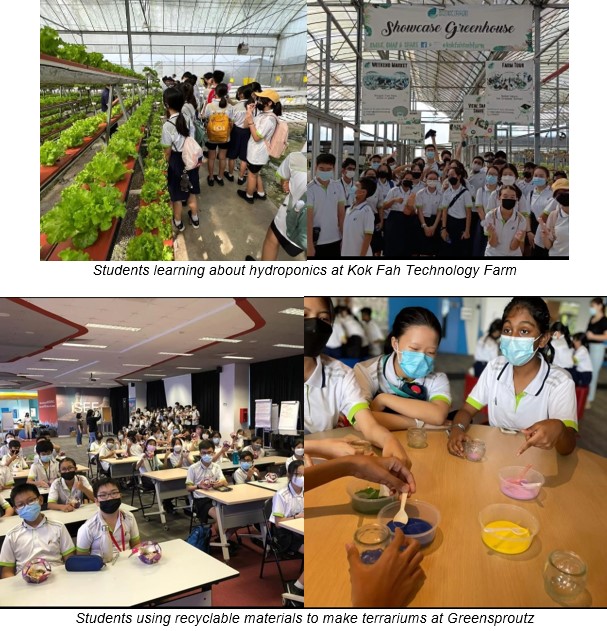 Showcase Greenhouse
WEEKEND MARKET
FARM TOUR
Students learning about hydroponics at Kok Fah Technology Farm
Students using recyclable materials to make terrariums at Greensproutz